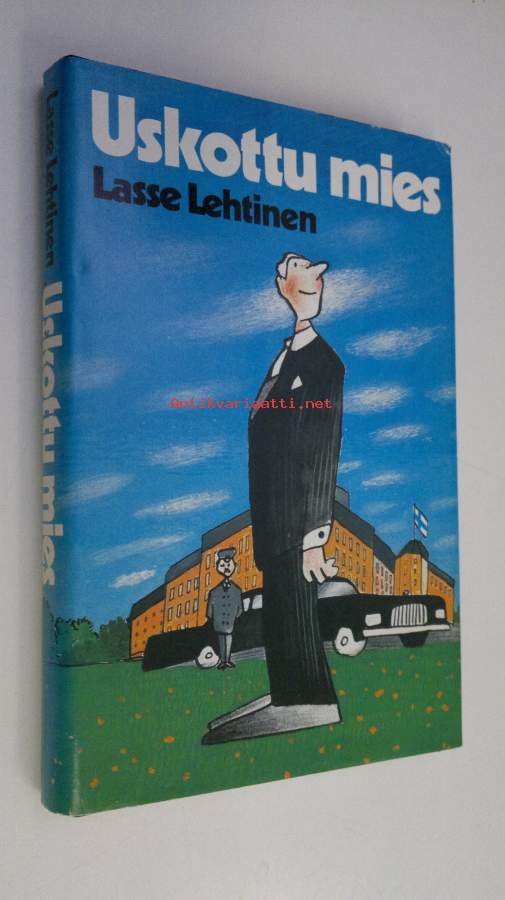 Uskottu mies
Lasse Lehtinen
Lasse Lehtinen Uskottu mies
Antikvariaatti.net